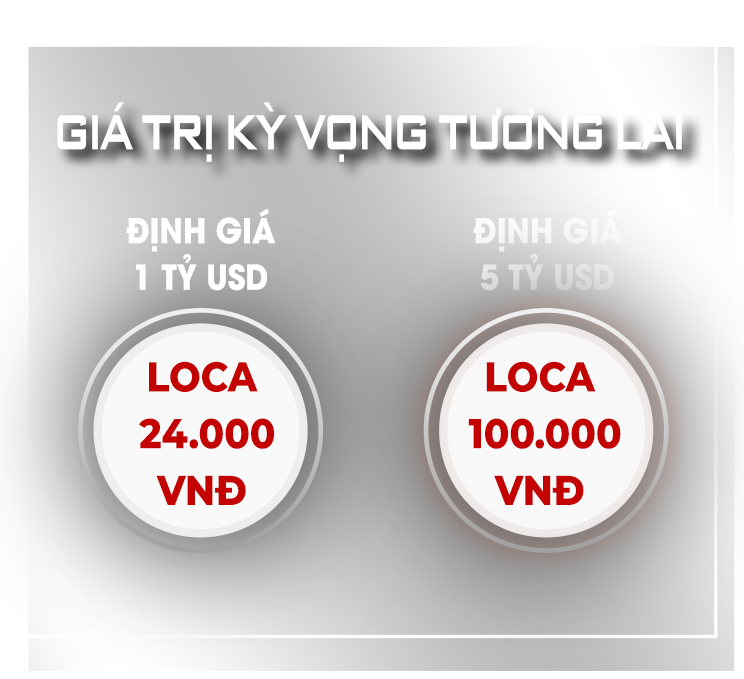 GIÁ TRỊ KỲ VỌNG TƯƠNG LAI
ĐỊNH GIÁ
1 TỶ USD
LOCA
24.000
VNĐ
ĐỊNH GIÁ
5 TỶ USD
LOCA
100.000
VNĐ